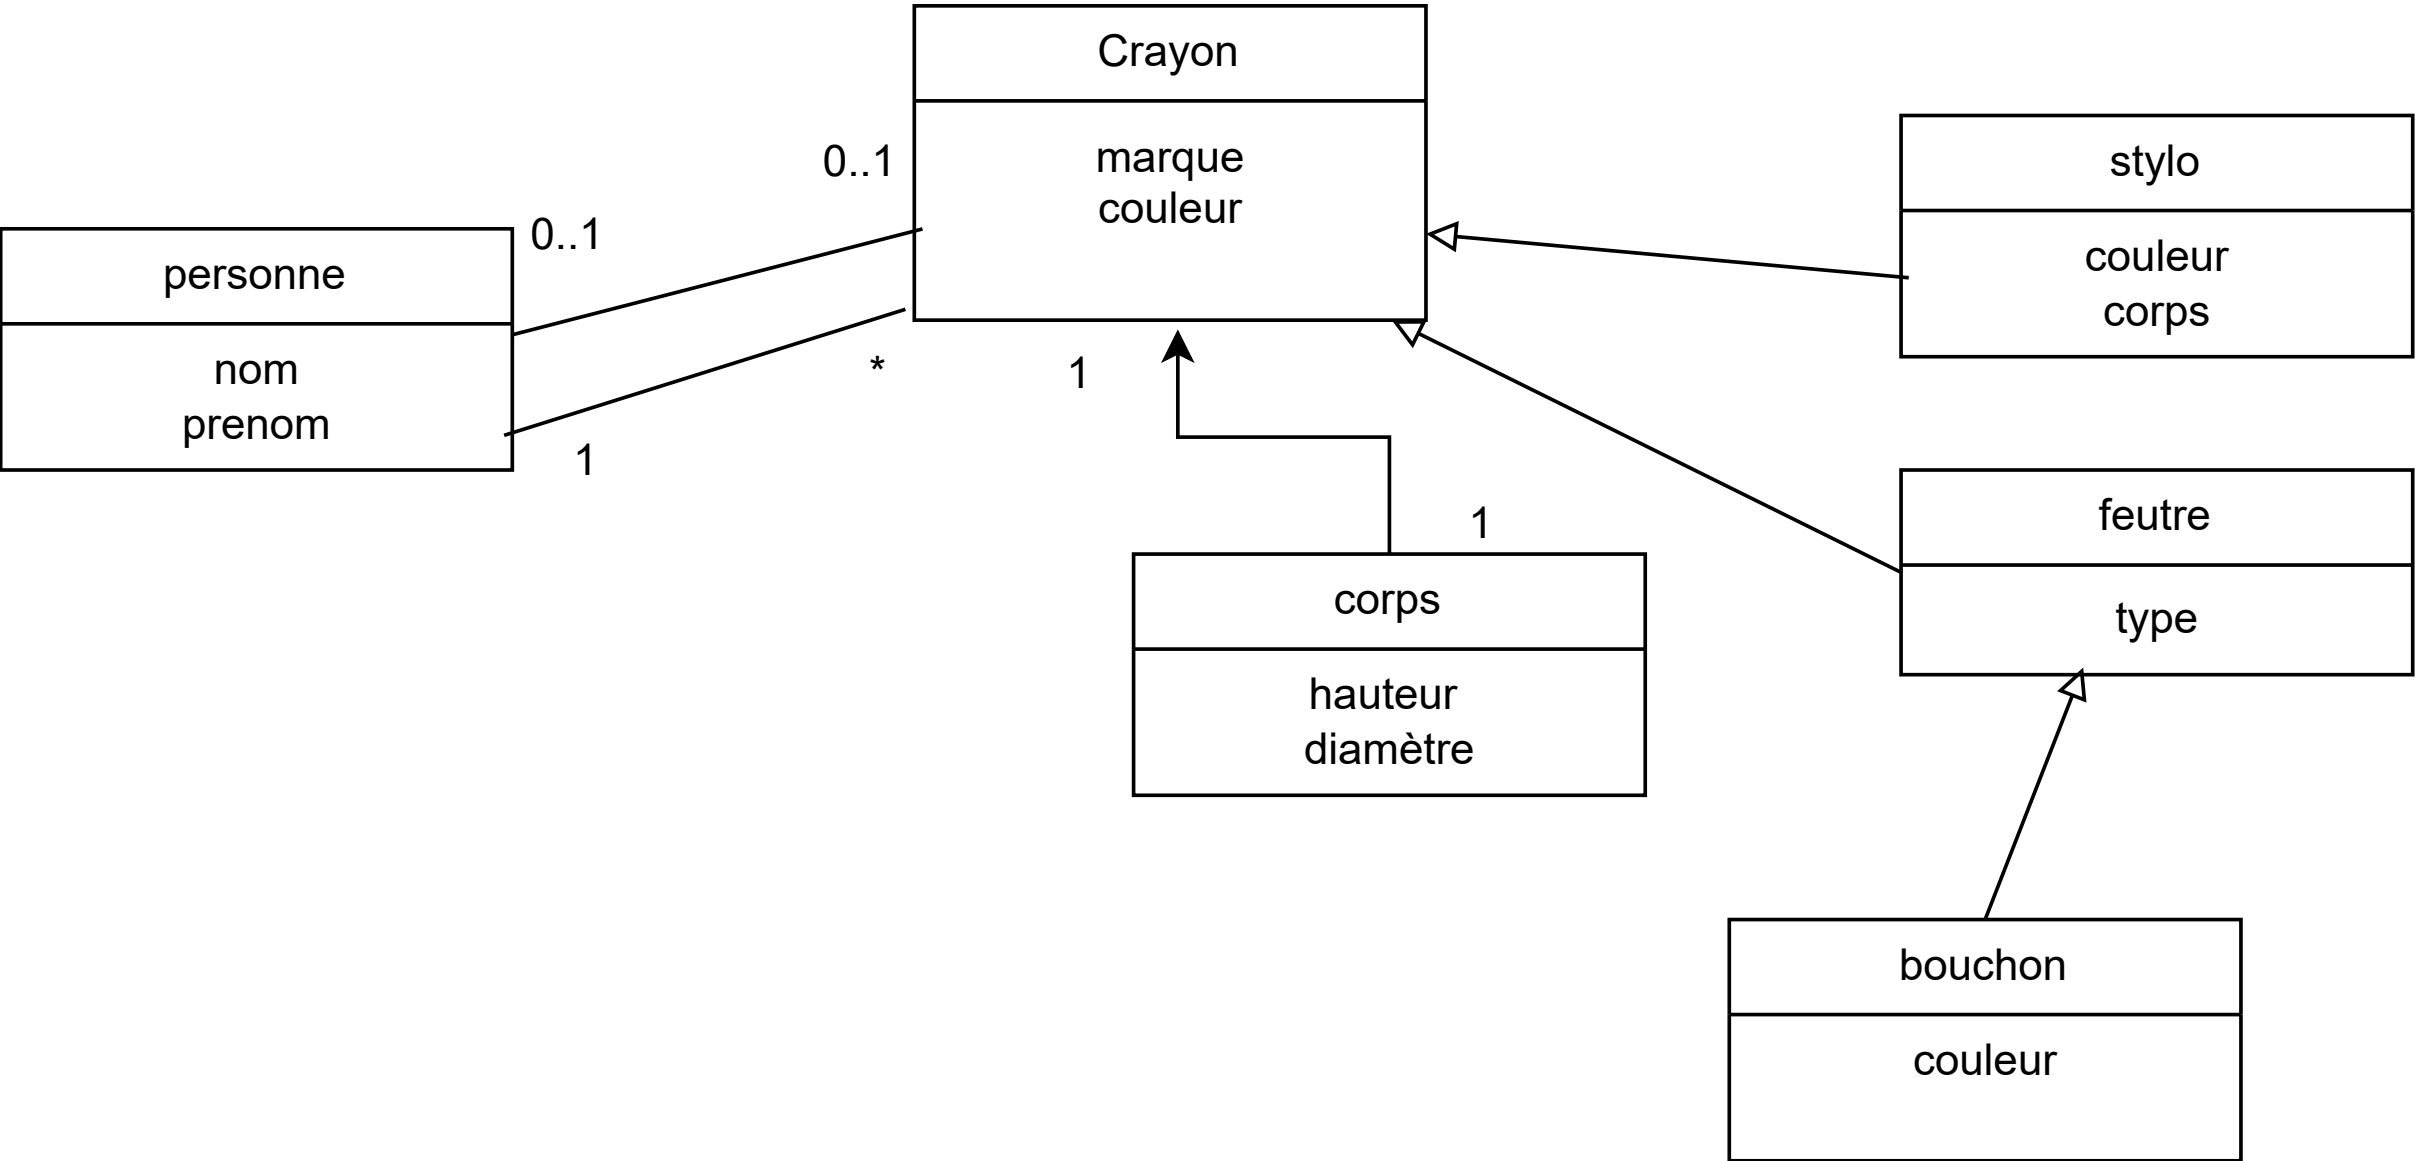 Crayon
marque
couleur
0..1
0..1
personne
nom
prenom
*
1
1
stylo
couleur
corps
feutre
type
1
corps
hauteur
diamètre
bouchon
couleur